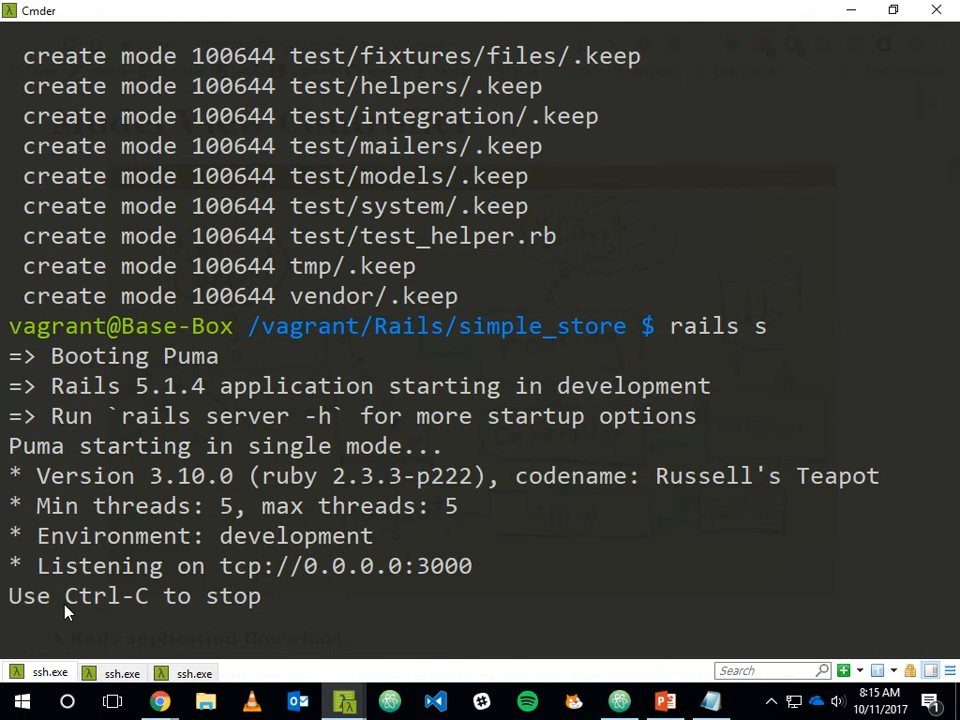 Cmder
create mode 100644 test/fixtures/files/.keep
create mode 100644 test/helpers/.keep
create mode 100644 test/integration/.keep
create mode 100644 test/mailers/.keep
create mode 100644 test/models/.keep
create mode 100644 test/system/.keep
create mode 100644 test/test_helper.rb
create mode 100644 tmp/.keep
create mode 100644 vendor/.keep
vagrant@Base-Box /vagrant/Rails/simple_store $ rails s
=> Booting Puma
=> Rails 5.1.4 application starting in development
=> Run `rails server -h` for more startup options
Puma starting in single mode...
* Version 3.10.0 (ruby 2.3.3-p222), codename: Russell's Teapot
* Min threads: 5, max threads: 5
* Environment: development
* Listening on tcp://0.0.0.0:3000
Use Ctrl-C to stop
A Rails application flow chart.
ssh.exe ssh.exe ssh.exe Search
8:15 AM
10/11/2017
1